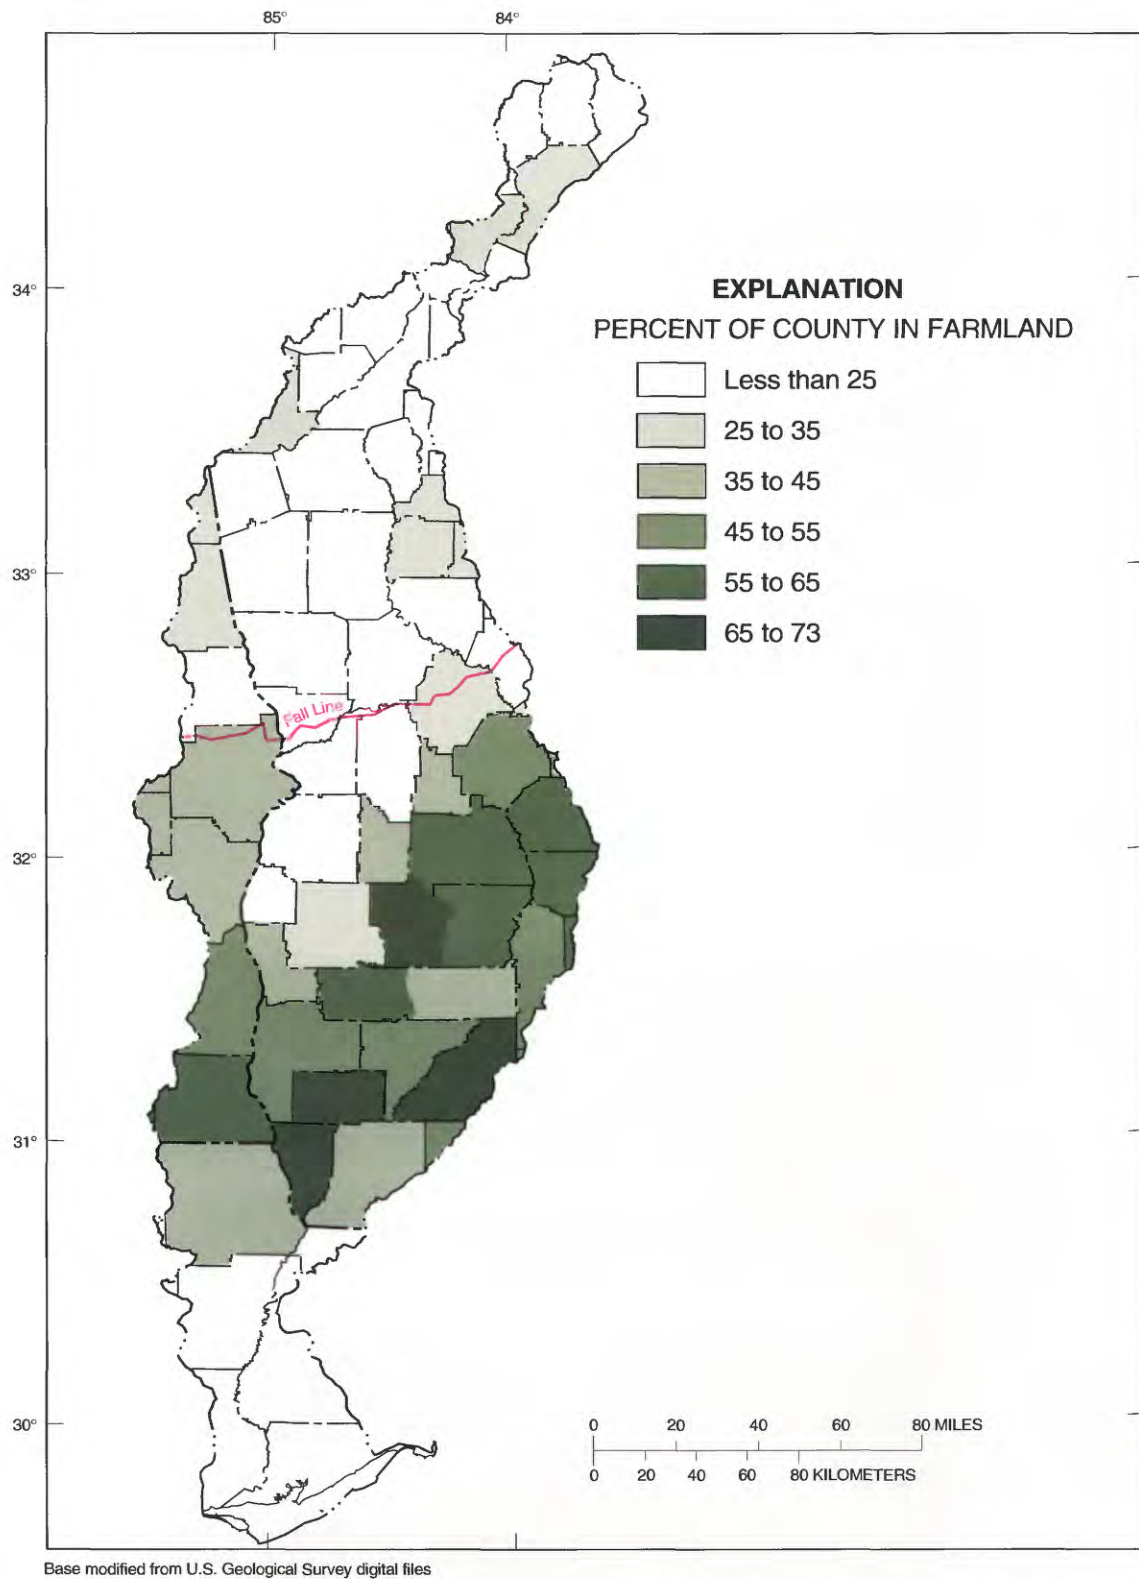 85° 84°
34°
33°
32°
31°
30°
EXPLANATION
PERCENT OF COUNTY IN FARMLAND
Less than 25
25 to 35
35 to 45
45 to 55
55 to 65
65 to 73
Fall Line
0 20 40 60 80 MILES
0 20 40 60 80 KILOMETERS
Base modified from U.S. Geological Survey digital files